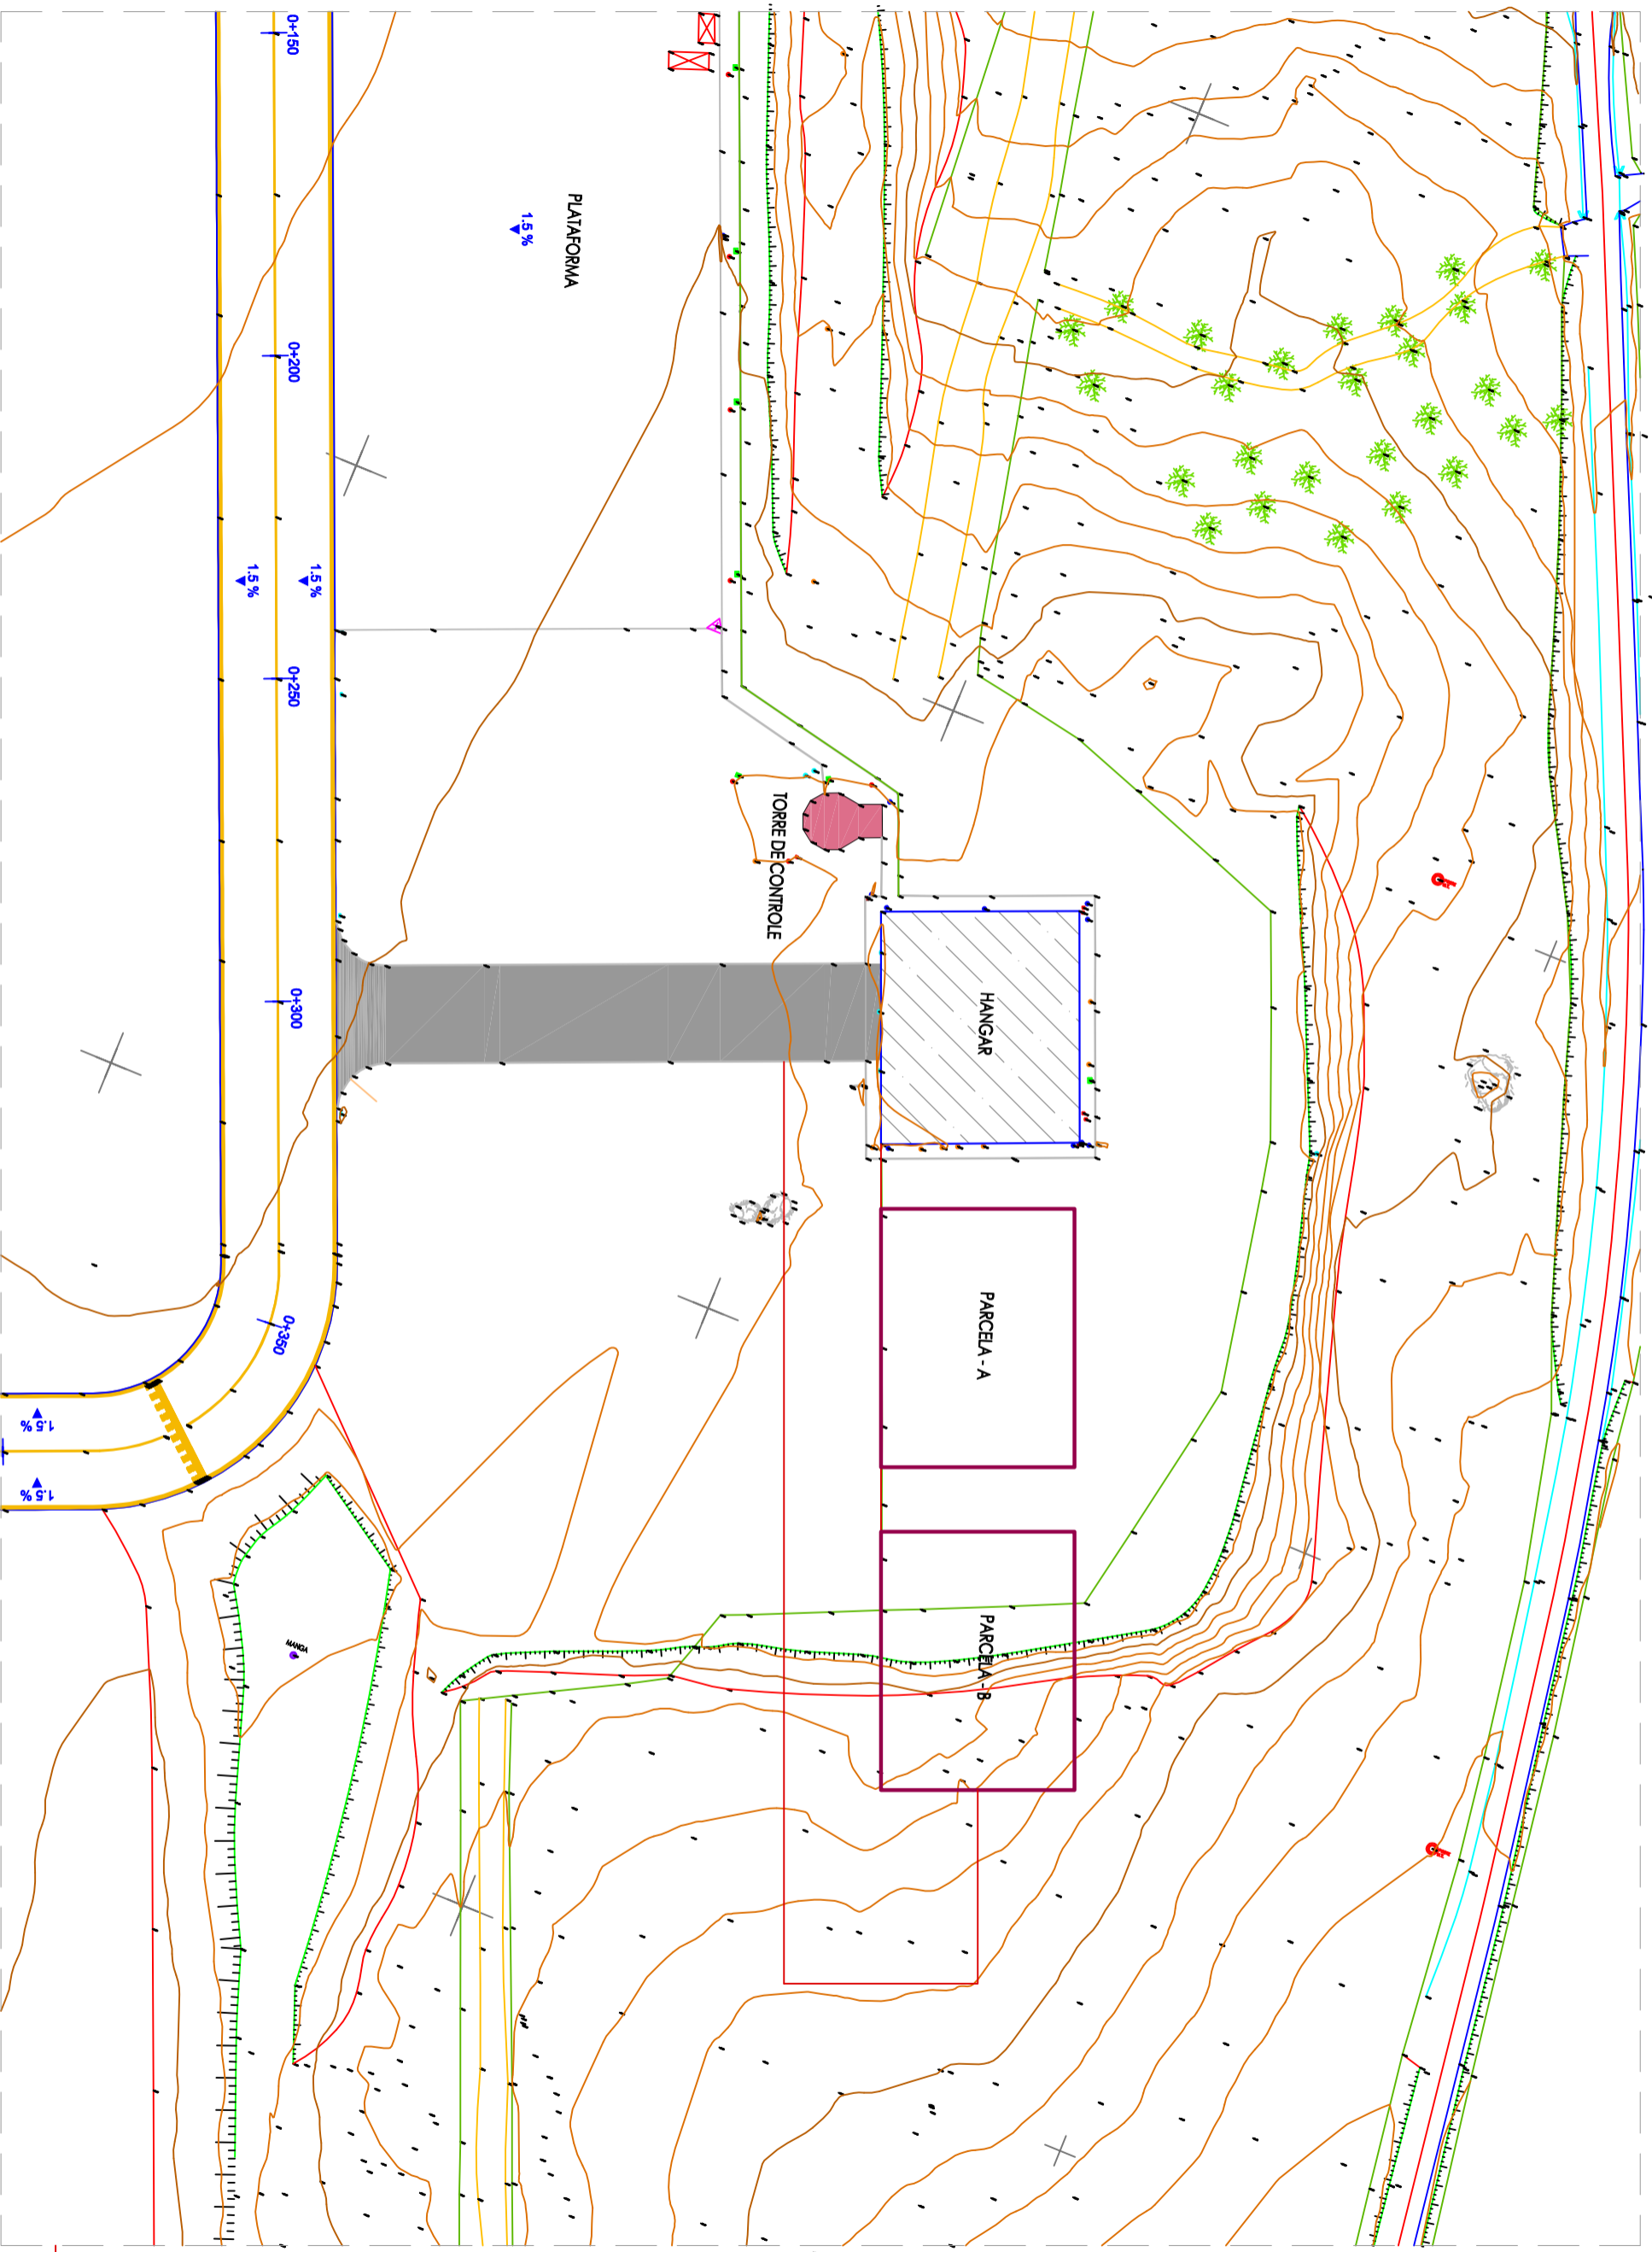 0+150
PLATAFORMA
1.5 %
0+200
1.5 %
1.5 %
0+250
TORRE DE CONTROLE
0+300
HANGAR
0+350
PARCELA - A
1.5 %
1.5 %
MANGA
PARCELA - B